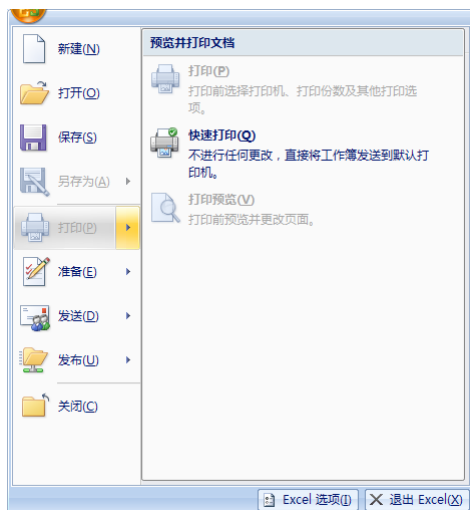 新建(N)
打开(O)
保存(S)
另存为(A)
打印(P)
准备(E)
发送(D)
发布(U)
关闭(C)
预览并打印文档
打印(P)
打印前选择打印机、打印份数及其他打印选
项。
快速打印(Q)
不进行任何更改，直接将工作簿发送到默认打
印机。
打印预览(V)
打印前预览并更改页面。
Excel 选项(I)
退出 Excel(X)